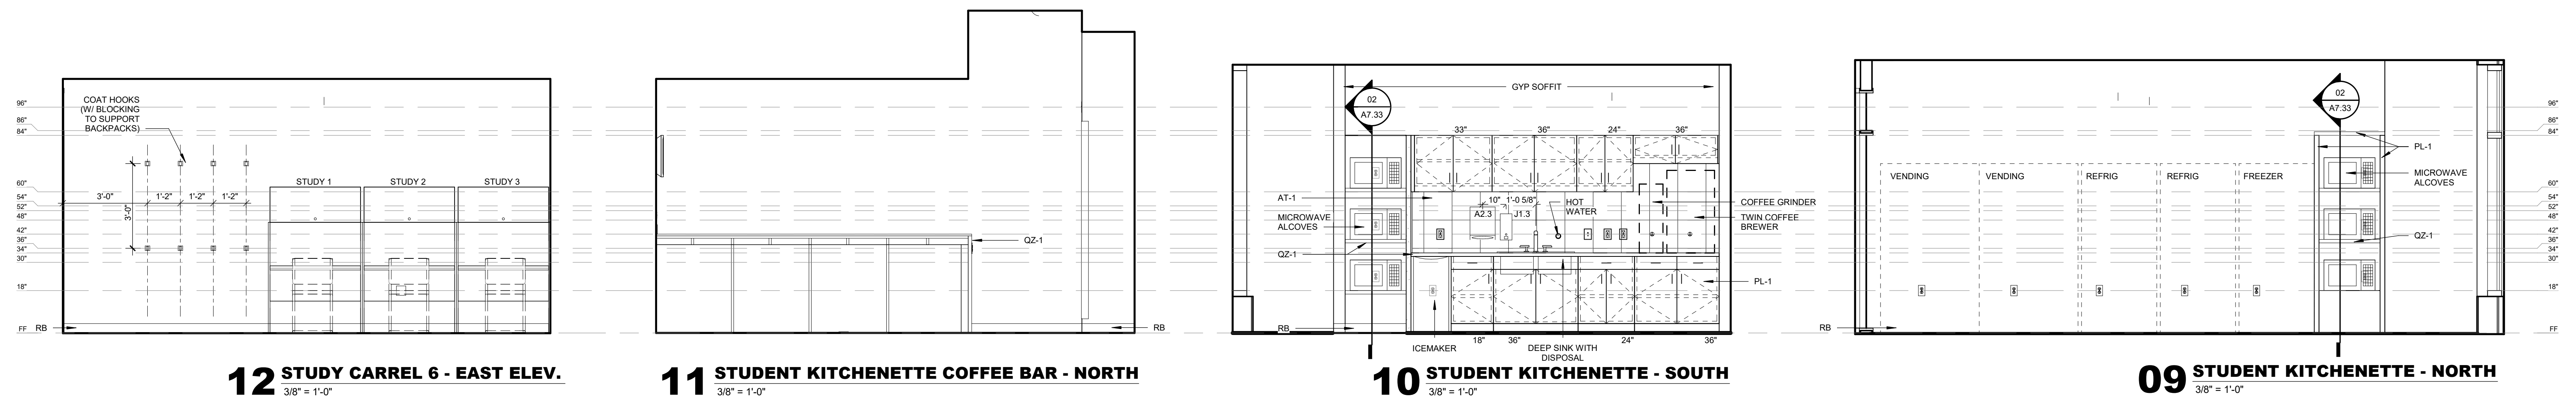 96"
86"
84"
60"
54"
52"
48"
42"
36"
34"
30"
18"
FF
RB
COAT HOOKS
(W/ BLOCKING
TO SUPPORT
BACKPACKS)
3'-0"
1'-2"
1'-2"
1'-2"
3'-0"
STUDY 1
STUDY 2
STUDY 3
12
STUDY CARREL 6 - EAST ELEV.
3/8" = 1'-0"
QZ-1
RB
11
STUDENT KITCHENETTE COFFEE BAR - NORTH
3/8" = 1'-0"
GYP SOFFIT
02
A7.33
33"
36"
24"
36"
AT-1
MICROWAVE
ALCOVES
QZ-1
RB
10"
1'-0 5/8"
A2.3
J1.3
HOT
WATER
COFFEE GRINDER
TWIN COFFEE
BREWER
PL-1
18"
36"
24"
36"
ICEMAKER
DEEP SINK WITH
DISPOSAL
10
STUDENT KITCHENETTE - SOUTH
3/8" = 1'-0"
RB
VENDING
VENDING
REFRIG
REFRIG
FREEZER
02
A7.33
PL-1
MICROWAVE
ALCOVES
QZ-1
96"
86"
84"
60"
54"
52"
48"
42"
36"
34"
30"
18"
FF
09
STUDENT KITCHENETTE - NORTH
3/8" = 1'-0"